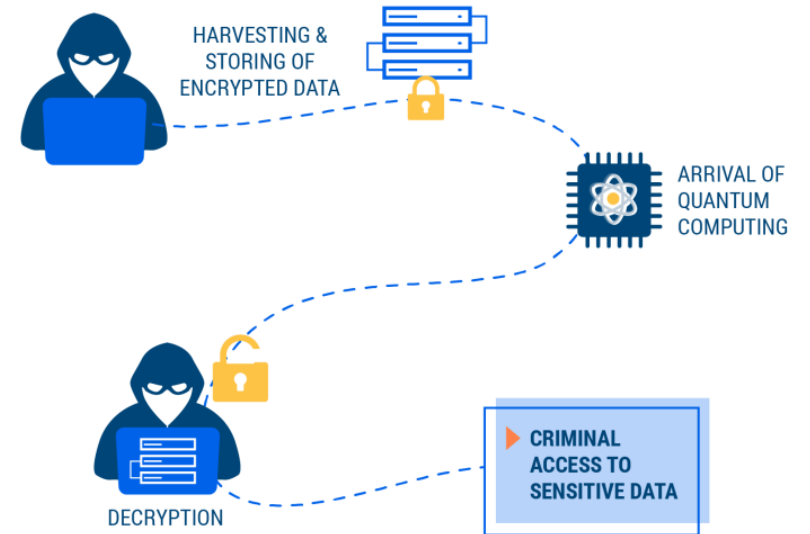 HARVESTING &
STORING OF
ENCRYPTED DATA
ARRIVAL OF
QUANTUM
COMPUTING
DECRYPTION
CRIMINAL
ACCESS TO
SENSITIVE DATA